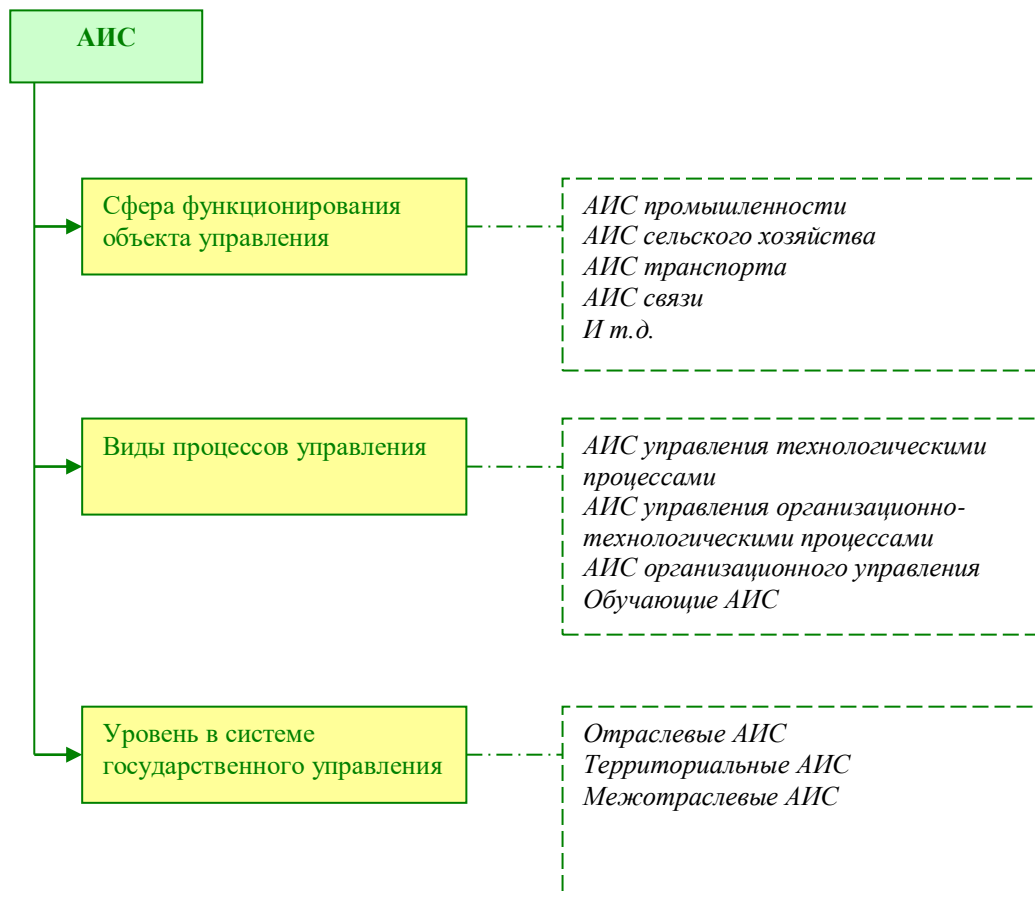 АИС
Сфера функционирования
объекта управления
АИС промышленности
АИС сельского хозяйства
АИС транспорта
АИС связи
И т.д.
Виды процессов управления
АИС управления технологическими
процессами
АИС управления организационно-
технологическими процессами
АИС организационного управления
Обучающие АИС
Уровень в системе
государственного управления
Отраслевые АИС
Территориальные АИС
Межотраслевые АИС